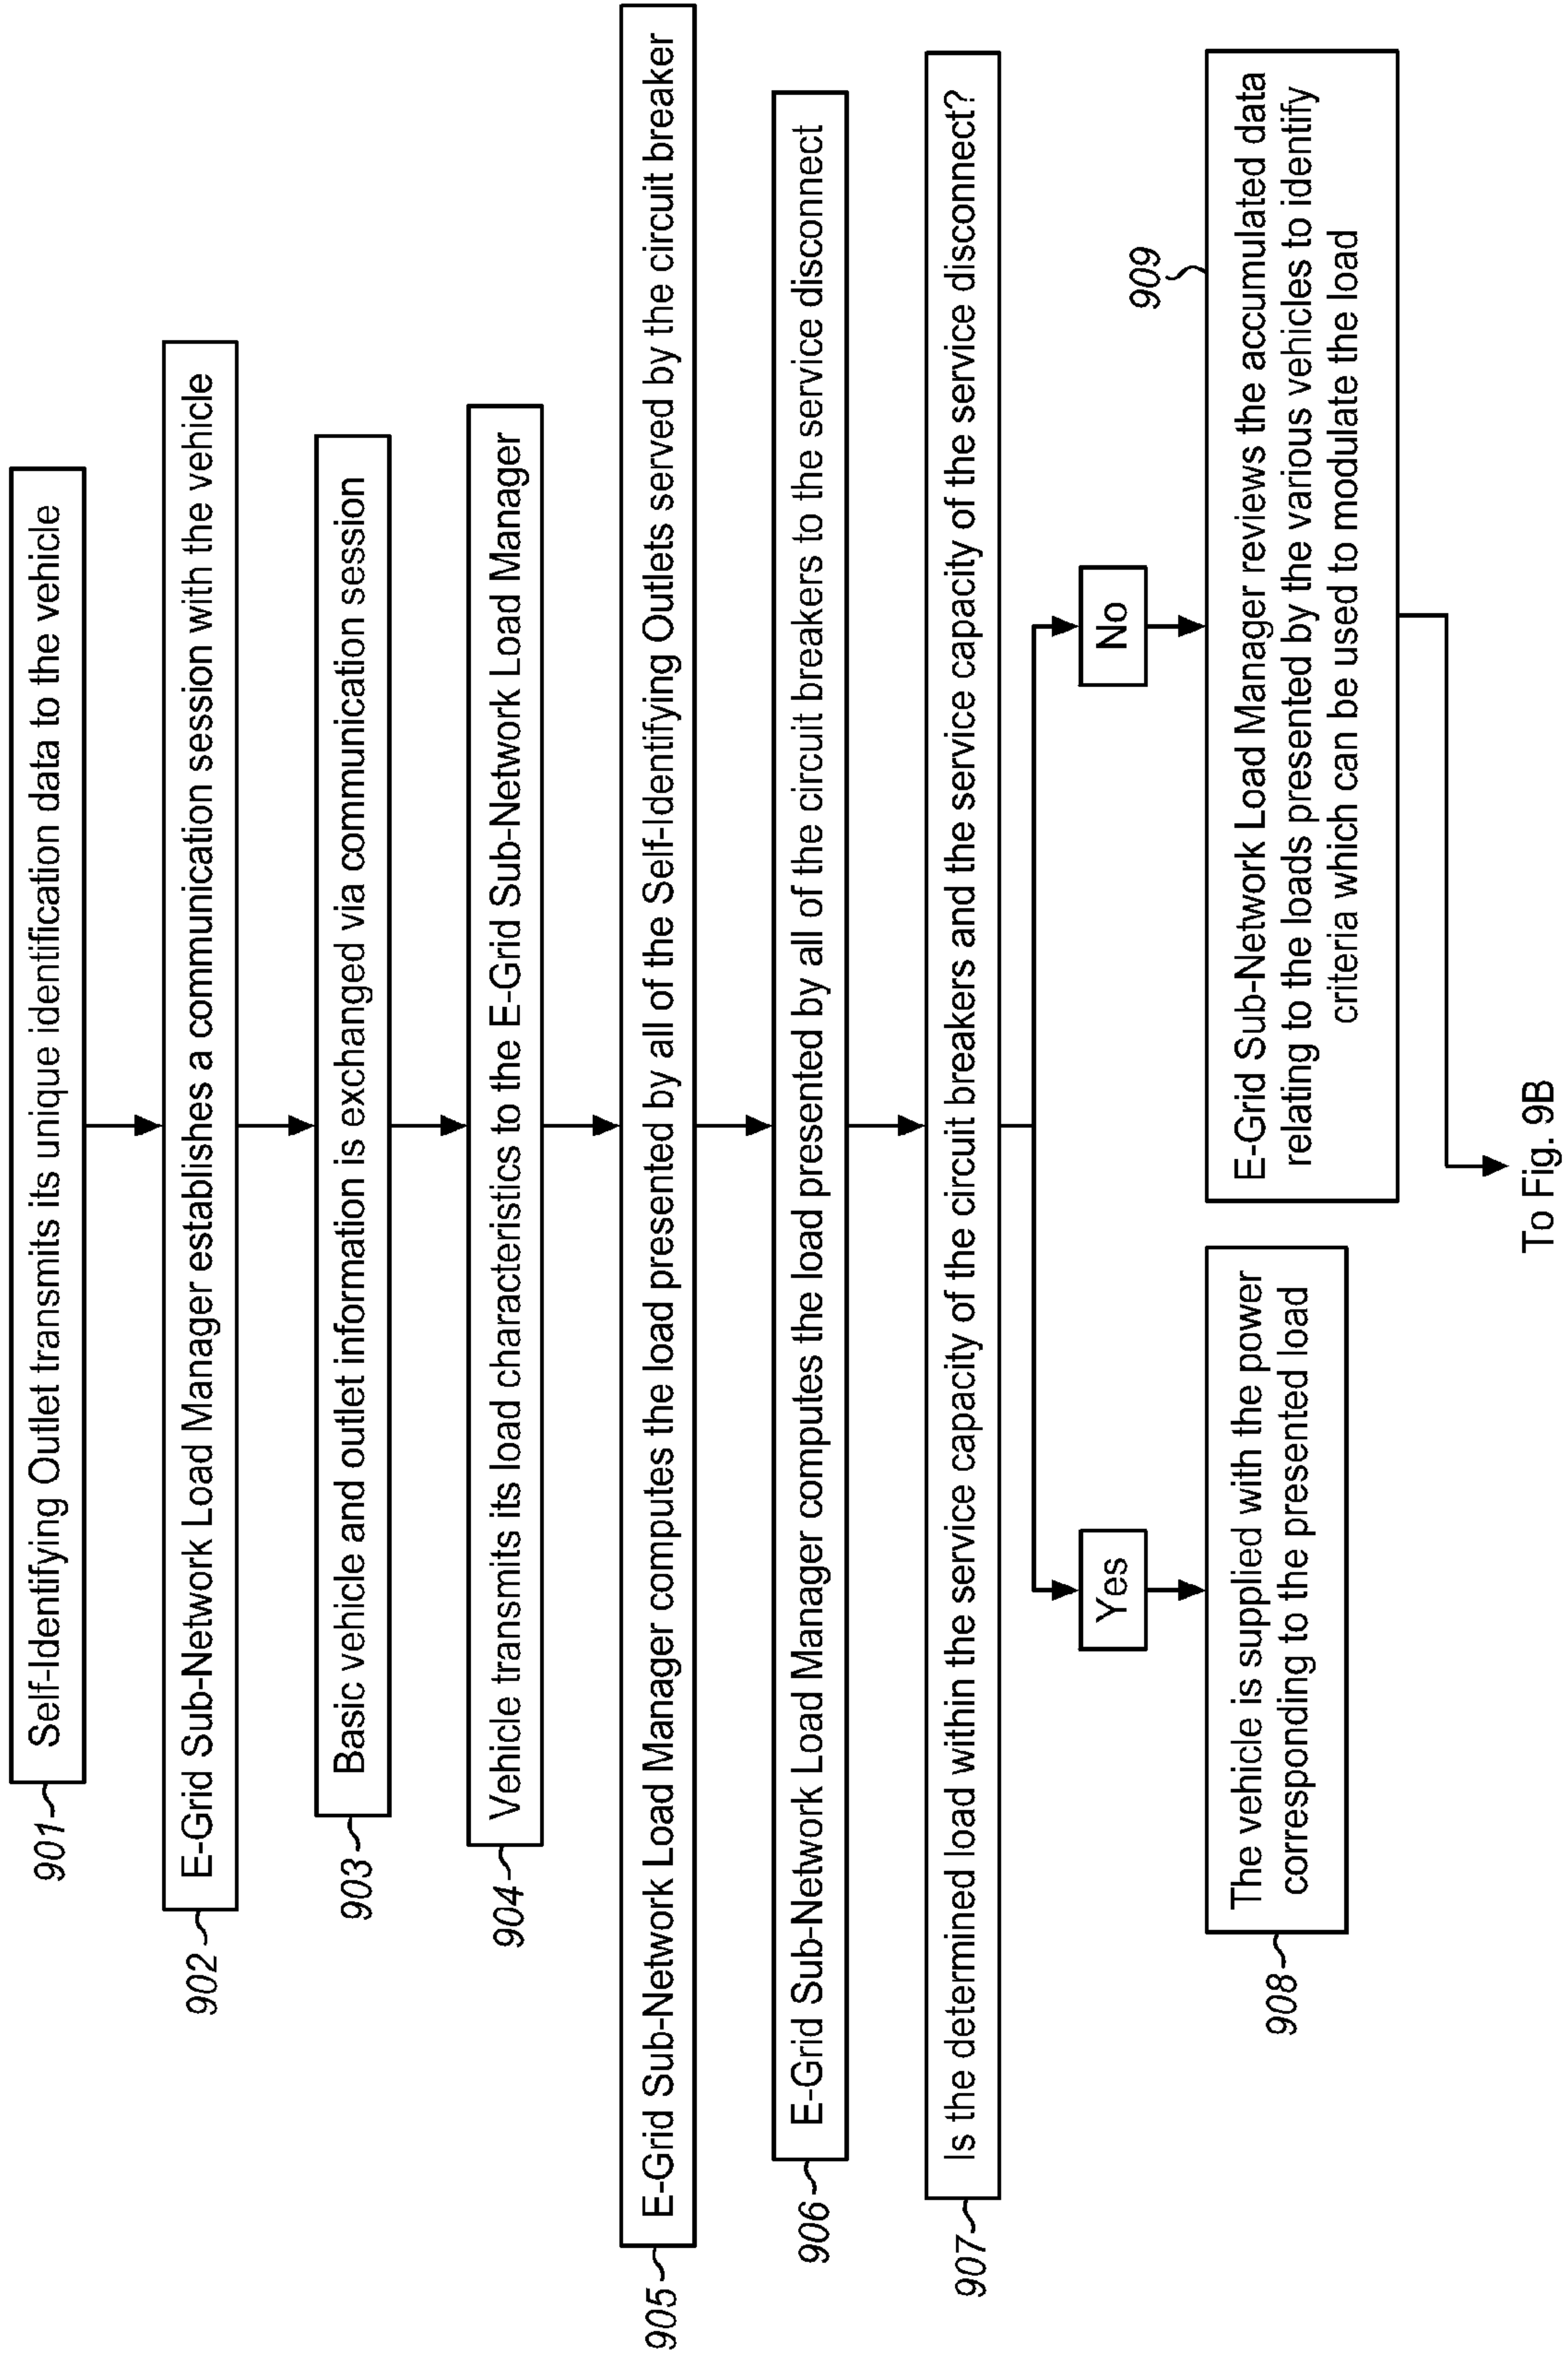 901
Self-Identifying Outlet transmits its unique identification data to the vehicle
902
E-Grid Sub-Network Load Manager establishes a communication session with the vehicle
903
Basic vehicle and outlet information is exchanged via communication session
904
Vehicle transmits its load characteristics to the E-Grid Sub-Network Load Manager
905
E-Grid Sub-Network Load Manager computes the load presented by all of the Self-Identifying Outlets served by the circuit breaker
906
E-Grid Sub-Network Load Manager computes the load presented by all of the circuit breakers to the service disconnect
907
Is the determined load within the service capacity of the circuit breakers and the service capacity of the service disconnect?
Yes
No
908
The vehicle is supplied with the power
corresponding to the presented load
909
E-Grid Sub-Network Load Manager reviews the accumulated data
relating to the loads presented by the various vehicles to identify
criteria which can be used to modulate the load
To Fig. 9B